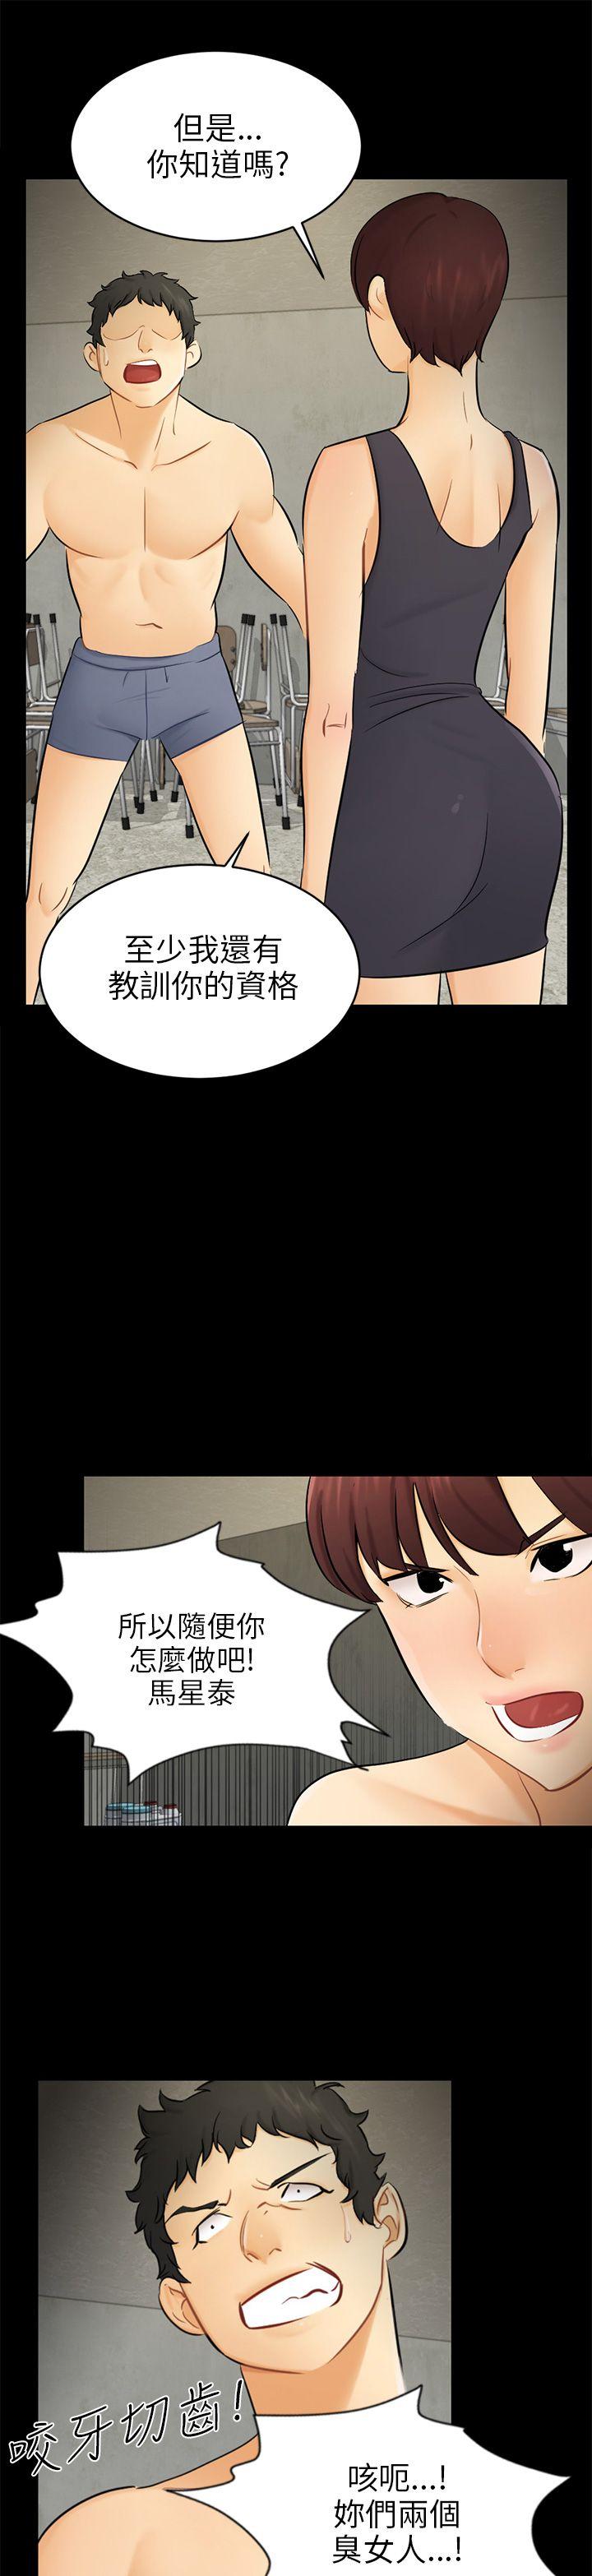 但是...
你知道嗎?
至少我還有
教訓你的資格
所以隨便你
怎麼做吧!
馬星泰
咬牙切齒!
咳呃...!
妳們兩個
臭女人...!